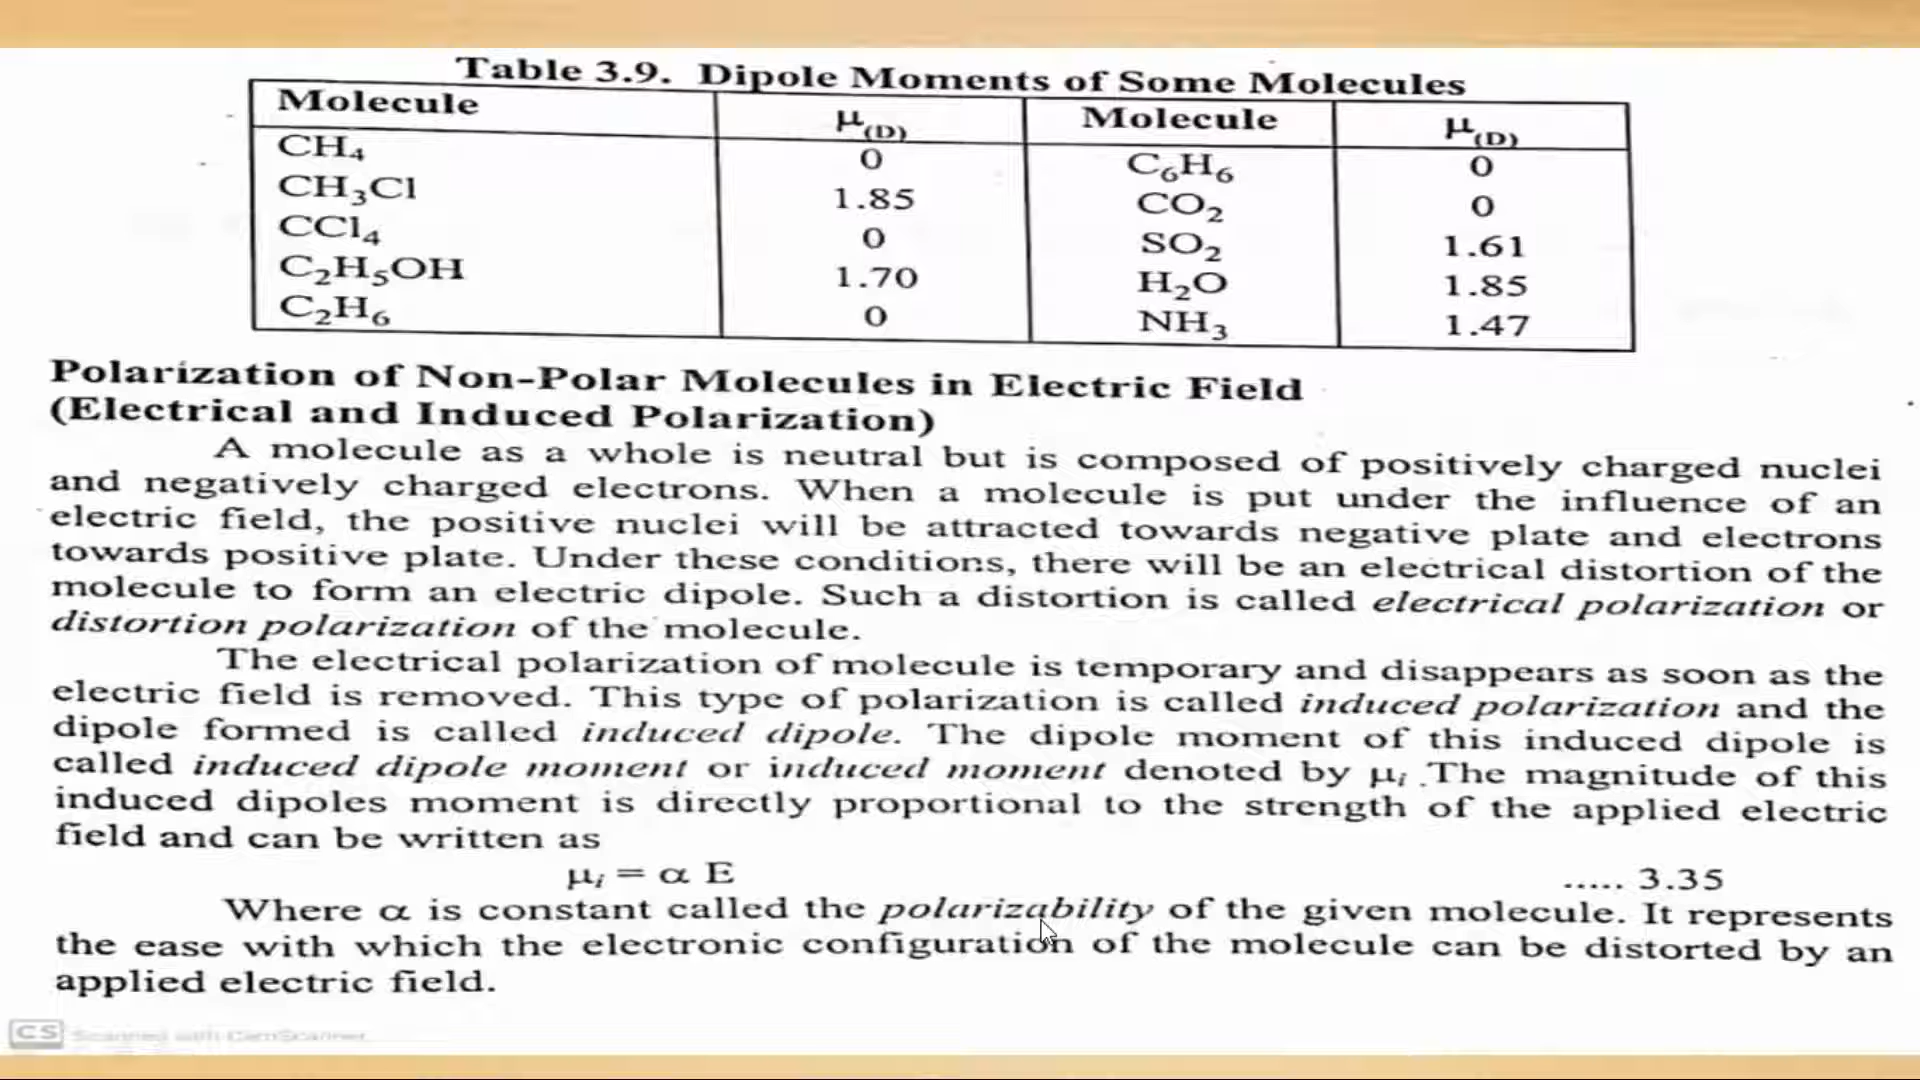 Table 3.9. Dipole Moments of Some Molecules
Molecule μ(D) Molecule μ(D)
CH₄ 0 C₆H₆ 0
CH₃Cl 1.85 CO₂ 0
CCl₄ 0 SO₂ 1.61
C₂H₅OH 1.70 H₂O 1.85
C₂H₆ 0 NH₃ 1.47
Polarization of Non-Polar Molecules in Electric Field
(Electrical and Induced Polarization)
A molecule as a whole is neutral but is composed of positively charged nuclei
and negatively charged electrons. When a molecule is put under the influence of an
electric field, the positive nuclei will be attracted towards negative plate and electrons
towards positive plate. Under these conditions, there will be an electrical distortion of the
molecule to form an electric dipole. Such a distortion is called electrical polarization or
distortion polarization of the molecule.
The electrical polarization of molecule is temporary and disappears as soon as the
electric field is removed. This type of polarization is called induced polarization and the
dipole formed is called induced dipole. The dipole moment of this induced dipole is
called induced dipole moment or induced moment denoted by μᵢ .The magnitude of this
induced dipoles moment is directly proportional to the strength of the applied electric
field and can be written as
μᵢ = α E ..... 3.35
Where α is constant called the polarizability of the given molecule. It represents
the ease with which the electronic configuration of the molecule can be distorted by an
applied electric field.
CS Scanned with CamScanner